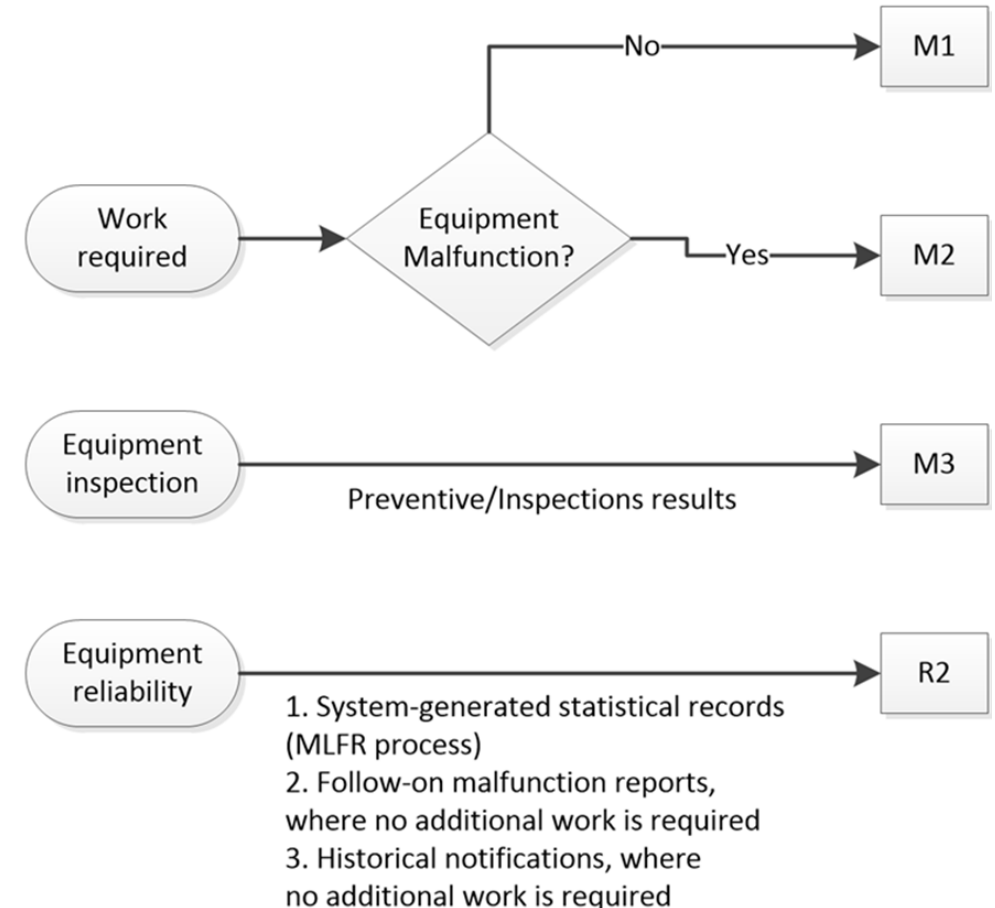 No
M1
Work
required
Equipment
Malfunction?
Yes
M2
Equipment
inspection
Preventive/Inspections results
M3
Equipment
reliability
R2
1. System-generated statistical records
(MLFR process)
2. Follow-on malfunction reports,
where no additional work is required
3. Historical notifications, where
no additional work is required